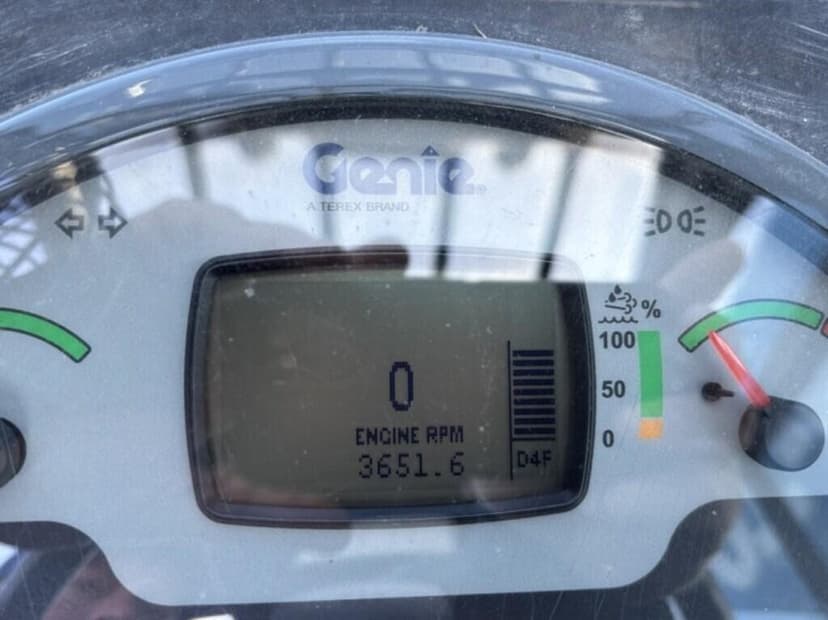 Genie®
A TEREX BRAND
%
100
50
0
0
ENGINE RPM
3651.6
D4F